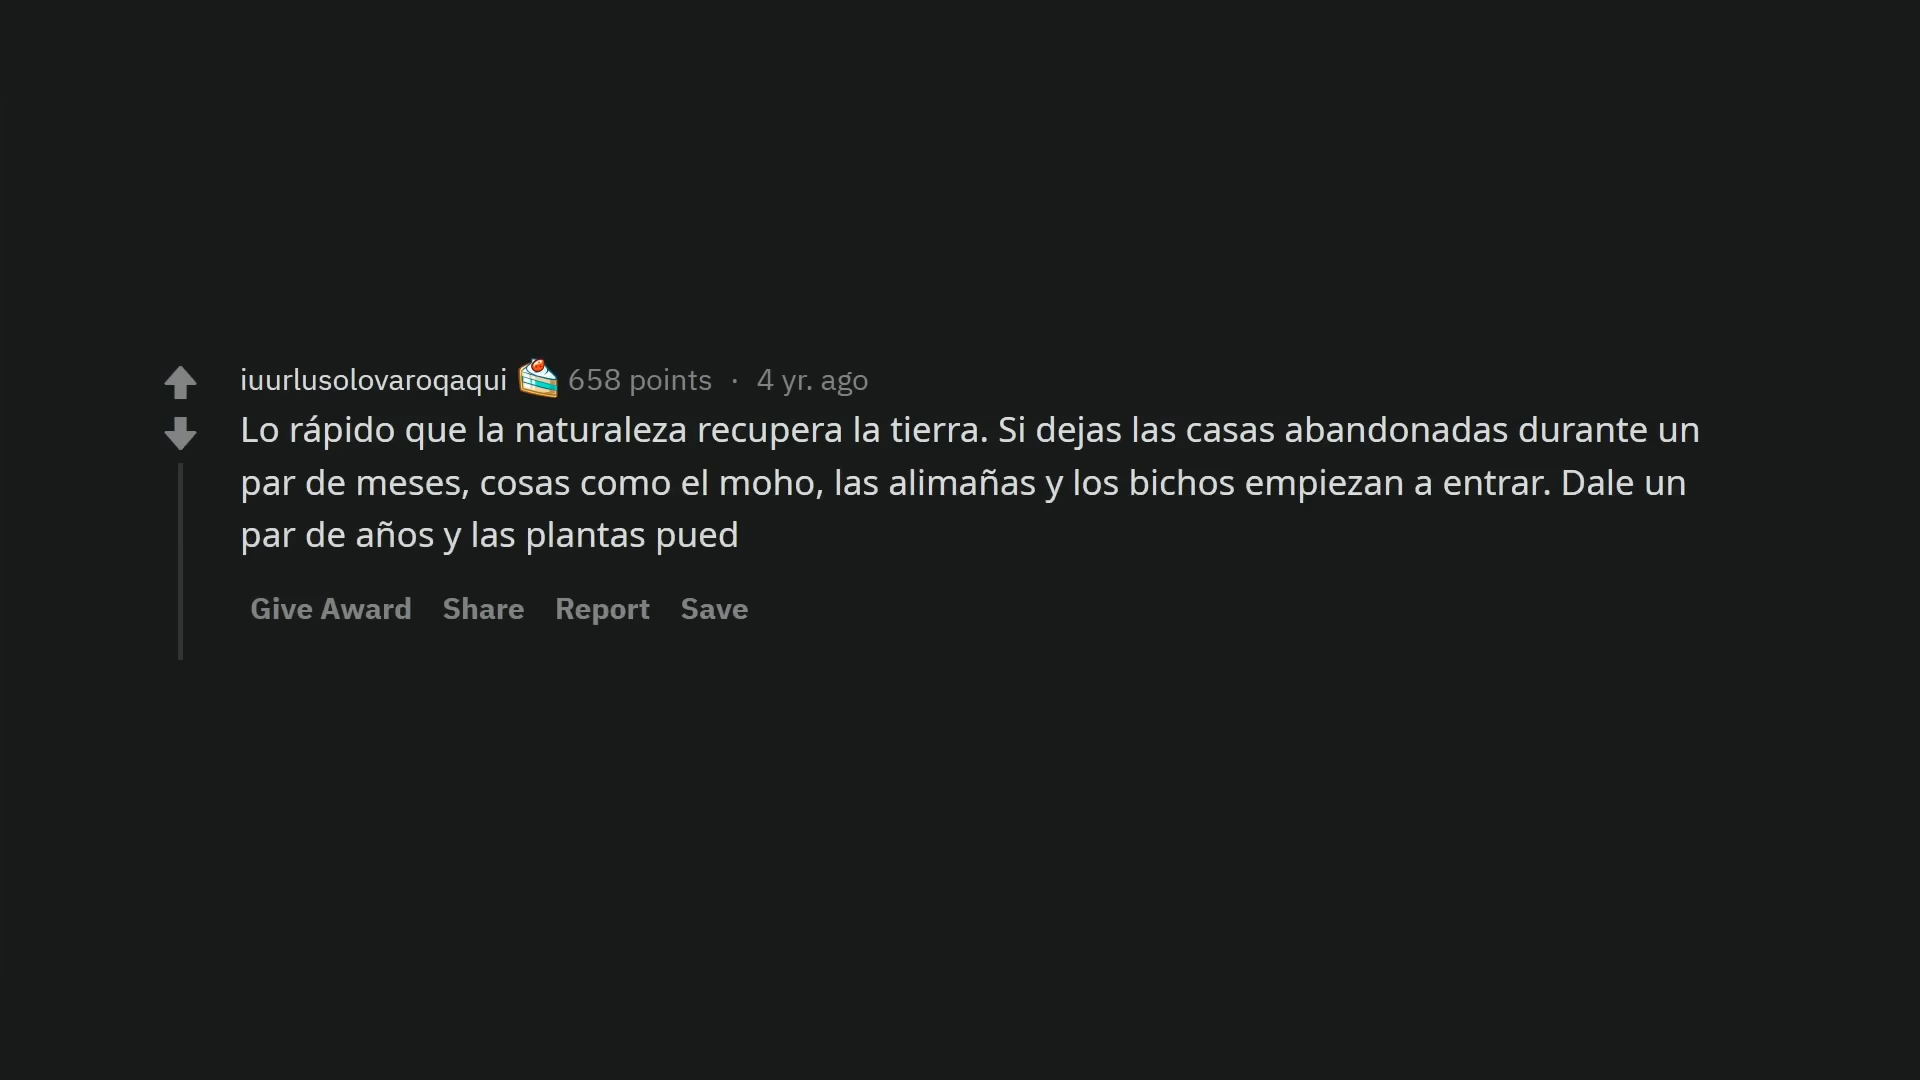 iuurlusolovaroqaqui 658 points · 4 yr. ago
Lo rápido que la naturaleza recupera la tierra. Si dejas las casas abandonadas durante un
par de meses, cosas como el moho, las alimañas y los bichos empiezan a entrar. Dale un
par de años y las plantas pued
Give Award Share Report Save